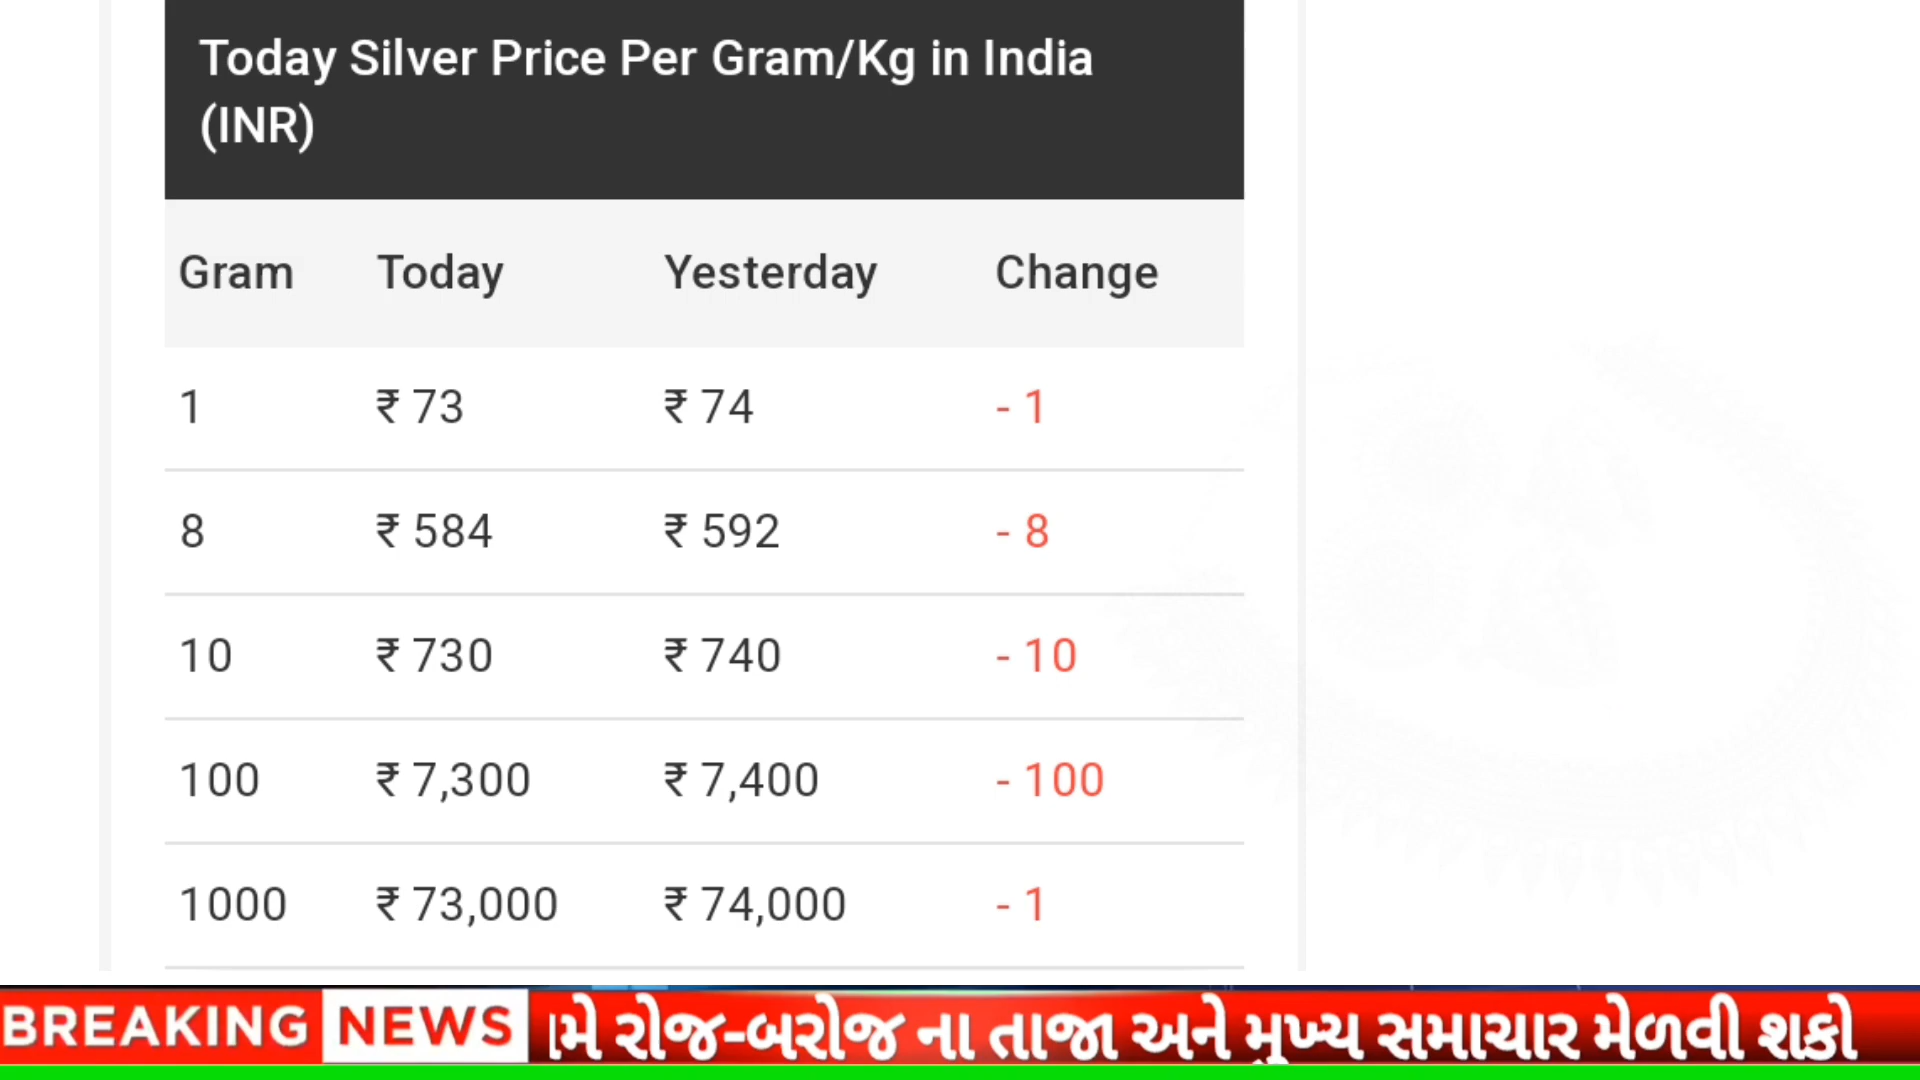 Today Silver Price Per Gram/Kg in India
(INR)
Gram Today Yesterday Change
1 ₹ 73 ₹ 74 - 1
8 ₹ 584 ₹ 592 - 8
10 ₹ 730 ₹ 740 - 10
100 ₹ 7,300 ₹ 7,400 - 100
1000 ₹ 73,000 ₹ 74,000 - 1
BREAKING NEWS રોજ-બરોજ ના તાજા અને મુખ્ય સમાચાર મેળવી શકો